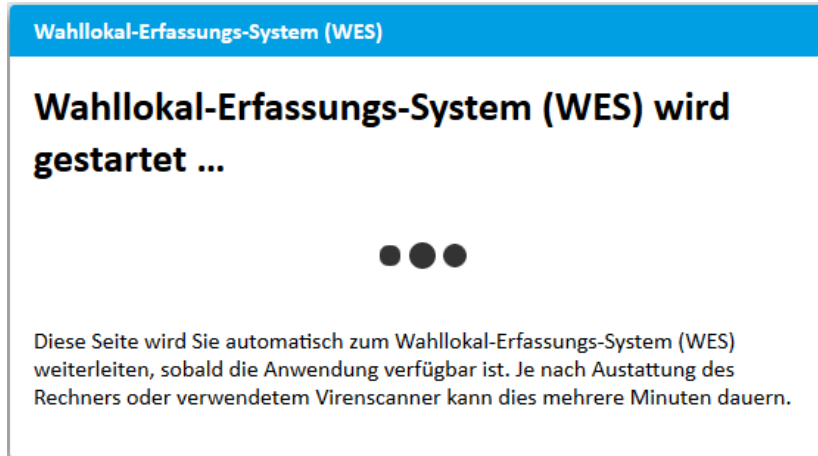 Wahllokal-Erfassungs-System (WES)
Wahllokal-Erfassungs-System (WES) wird
gestartet ...
Diese Seite wird Sie automatisch zum Wahllokal-Erfassungs-System (WES)
weiterleiten, sobald die Anwendung verfügbar ist. Je nach Austattung des
Rechners oder verwendetem Virenscanner kann dies mehrere Minuten dauern.